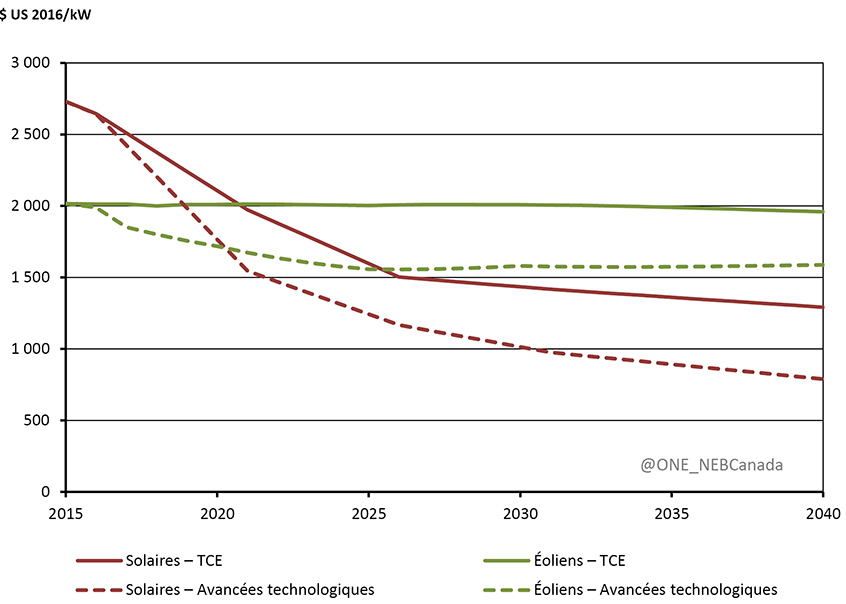 $ US 2016/kW
3 000
2 500
2 000
1 500
1 000
500
0
@ONE_NEBCanada
2015 2020 2025 2030 2035 2040
Solaires – TCE Éoliens – TCE
Solaires – Avancées technologiques Éoliens – Avancées technologiques